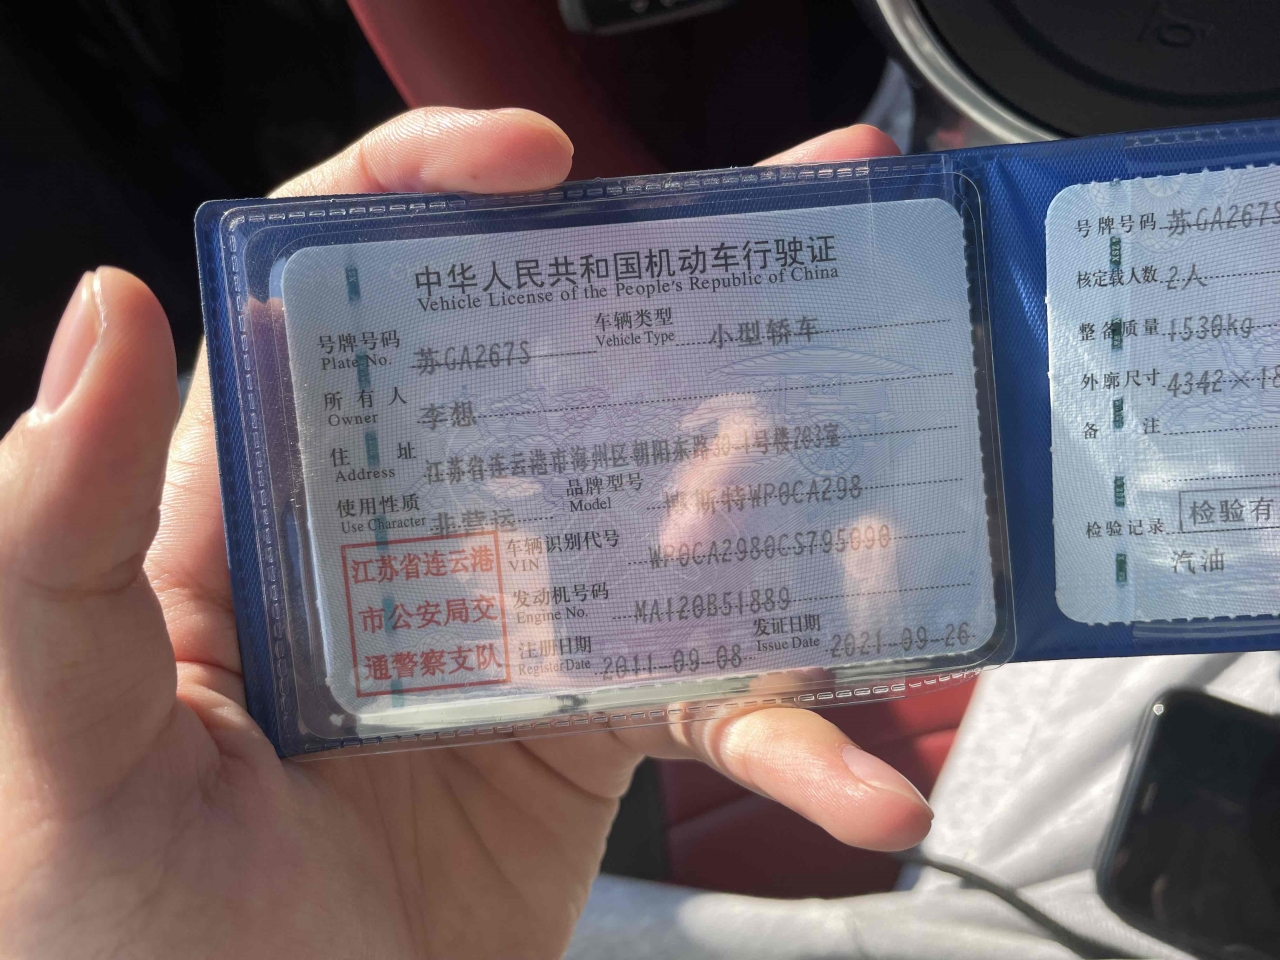 中华人民共和国机动车行驶证
Vehicle License of the People's Republic of China
号牌号码 苏GA267S 车辆类型 小型轿车
Plate No. Vehicle Type
所有人 李想
Owner
住址 江苏省连云港市海州区朝阳东路30-1号楼203室
Address
使用性质 非营运 品牌型号 斯特WP0CA298
Use Character Model
车辆识别代号 WP0CA2980CS795090
VIN
发动机号码 MA120B51889
Engine No.
注册日期 2011-09-08 发证日期 2021-09-26
Register Date Issue Date
江苏省连云港
市公安局交
通警察支队
号牌号码 苏GA267S
核定载人数 2人
整备质量 1530kg
外廓尺寸 4342×18
备注
检验记录 检验有
汽油